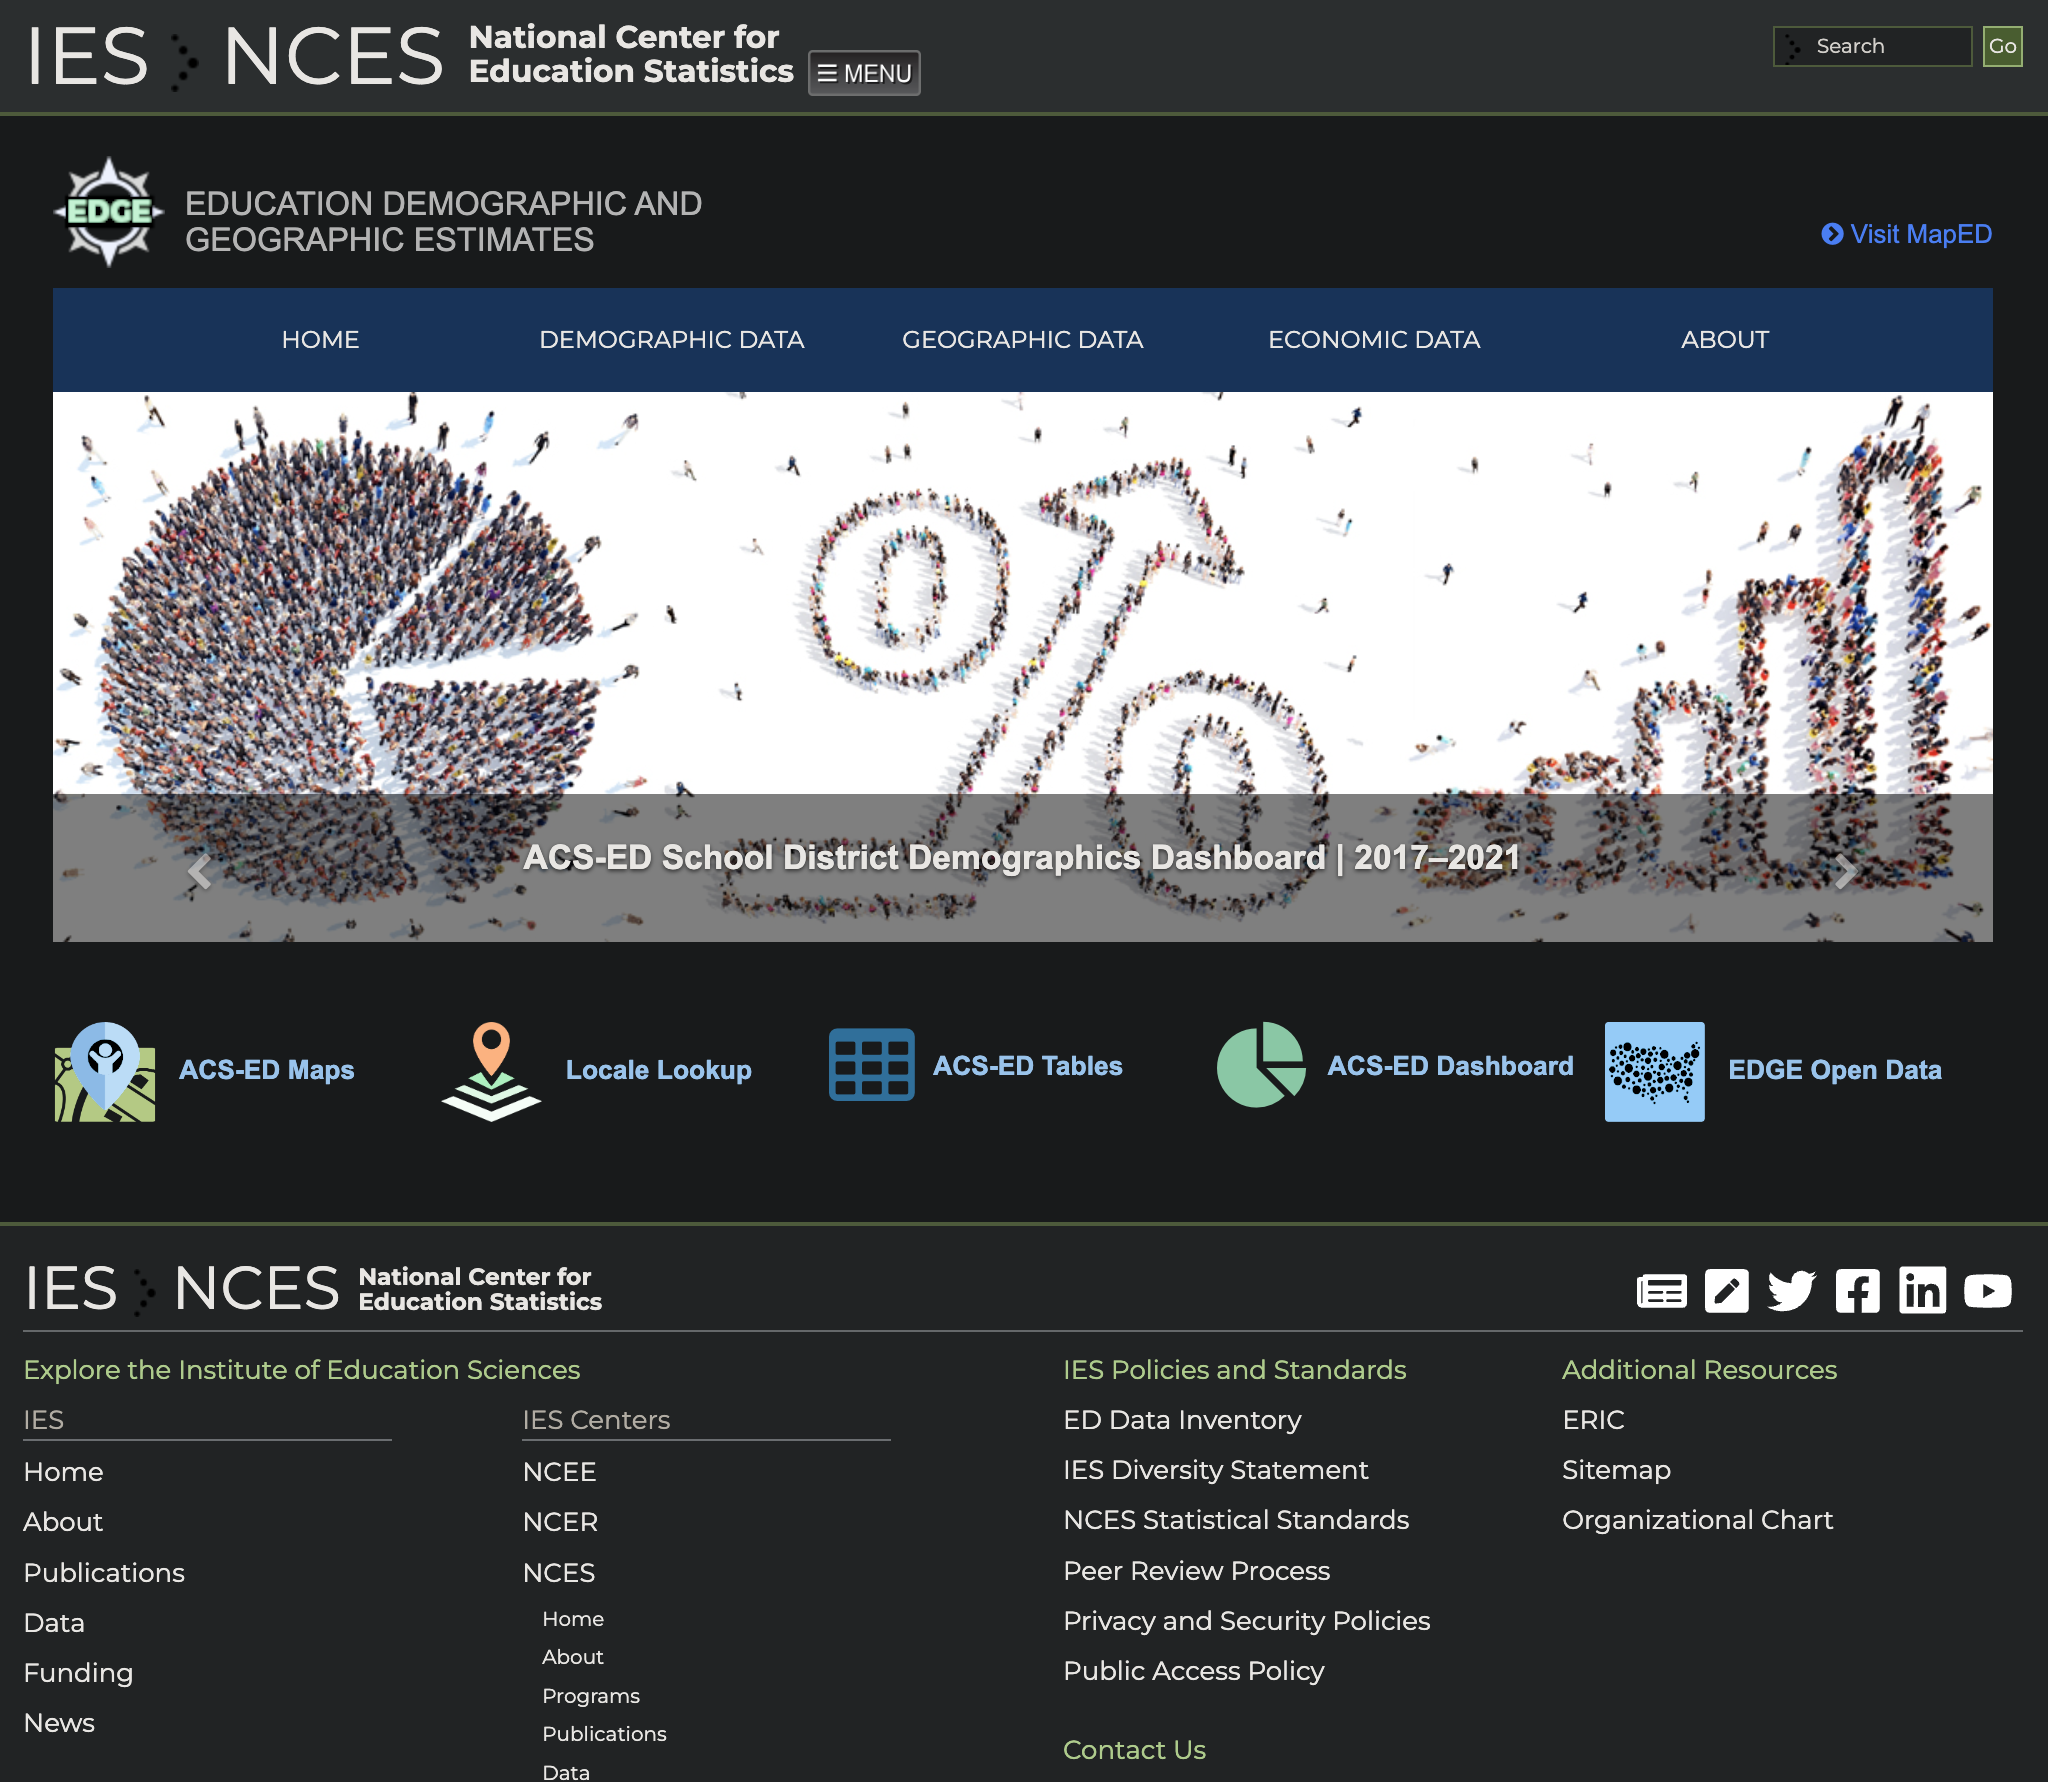 IES NCES National Center for
Education Statistics
☰ MENU
Search
Go
EDGE
EDUCATION DEMOGRAPHIC AND
GEOGRAPHIC ESTIMATES
Visit MapED
HOME
DEMOGRAPHIC DATA
GEOGRAPHIC DATA
ECONOMIC DATA
ABOUT
ACS-ED School District Demographics Dashboard | 2017–2021
ACS-ED Maps
Locale Lookup
ACS-ED Tables
ACS-ED Dashboard
EDGE Open Data
IES NCES National Center for
Education Statistics
Explore the Institute of Education Sciences
IES
Home
About
Publications
Data
Funding
News
IES Centers
NCEE
NCER
NCES
Home
About
Programs
Publications
Data
IES Policies and Standards
ED Data Inventory
IES Diversity Statement
NCES Statistical Standards
Peer Review Process
Privacy and Security Policies
Public Access Policy
Contact Us
Additional Resources
ERIC
Sitemap
Organizational Chart